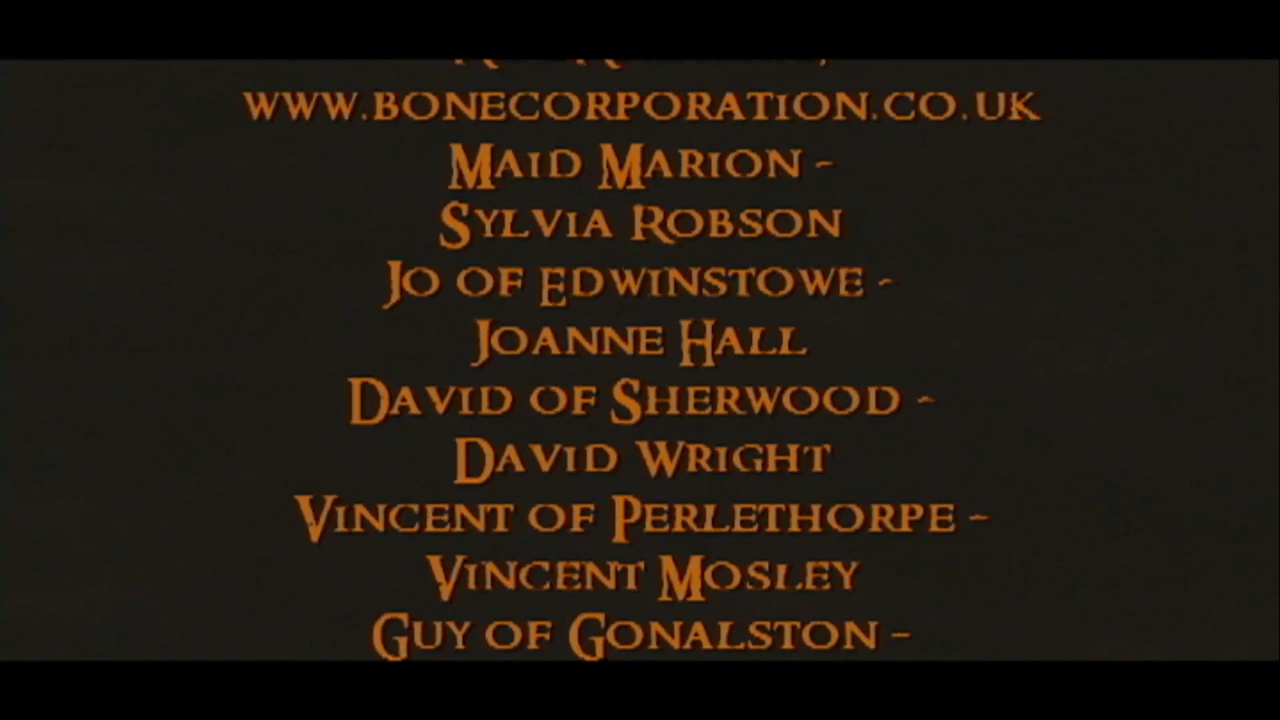 www.bonecorporation.co.uk
Maid Marion -
Sylvia Robson
Jo of Edwinstowe -
Joanne Hall
David of Sherwood -
David Wright
Vincent of Perlethorpe -
Vincent Mosley
Guy of Gonalston -